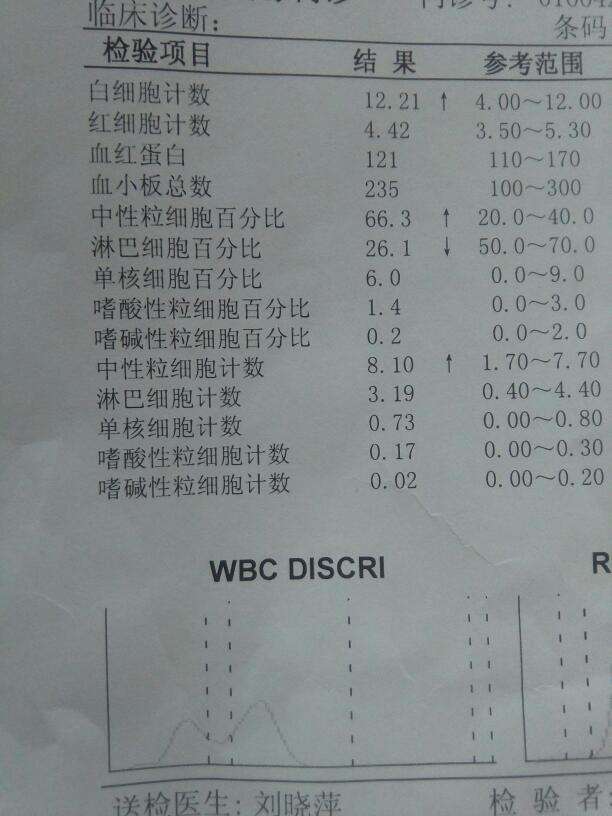 临床诊断:
条码
检验项目 结 果 参考范围
白细胞计数 12.21 ↑ 4.00～12.00
红细胞计数 4.42 3.50～5.30
血红蛋白 121 110～170
血小板总数 235 100～300
中性粒细胞百分比 66.3 ↑ 20.0～40.0
淋巴细胞百分比 26.1 ↓ 50.0～70.0
单核细胞百分比 6.0 0.0～9.0
嗜酸性粒细胞百分比 1.4 0.0～3.0
嗜碱性粒细胞百分比 0.2 0.0～2.0
中性粒细胞计数 8.10 ↑ 1.70～7.70
淋巴细胞计数 3.19 0.40～4.40
单核细胞计数 0.73 0.00～0.80
嗜酸性粒细胞计数 0.17 0.00～0.30
嗜碱性粒细胞计数 0.02 0.00～0.20
WBC DISCRI R
送检医生: 刘晓萍 检 验 者: